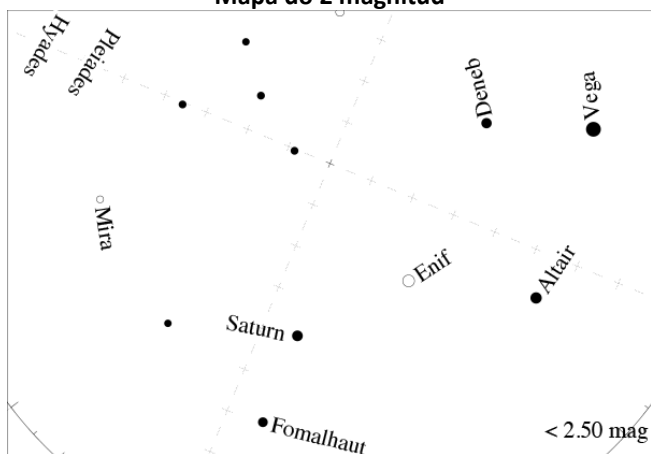 Mapa do 2 magnitud
Hyades
Pleiades
Deneb
Vega
Mira
Enif
Altair
Saturn
Fomalhaut
< 2.50 mag